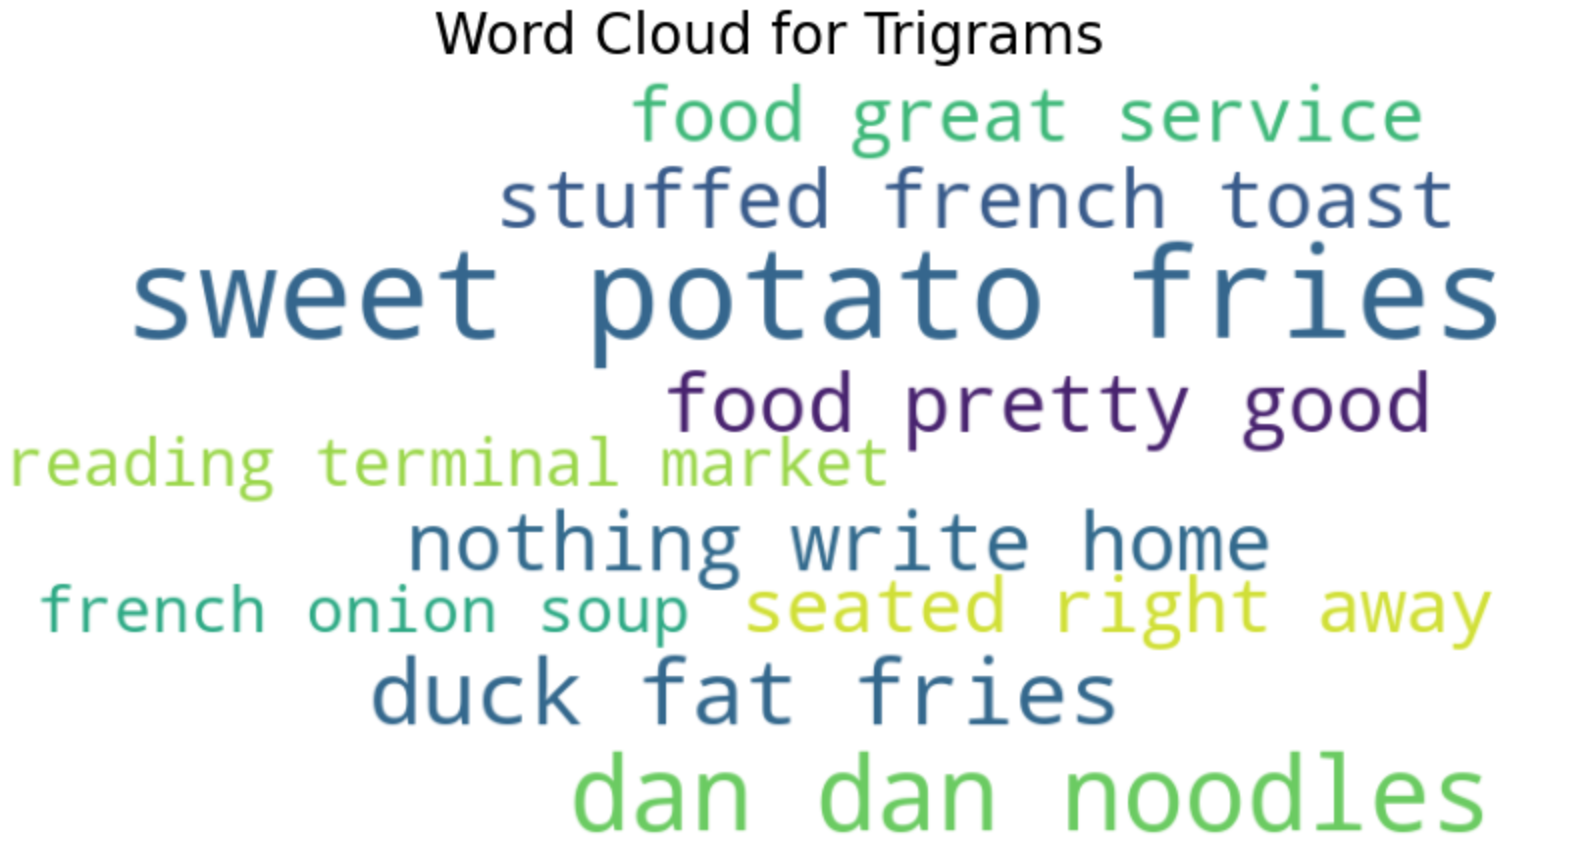 Word Cloud for Trigrams
food great service
stuffed french toast
sweet potato fries
food pretty good
reading terminal market
nothing write home
french onion soup
seated right away
duck fat fries
dan dan noodles